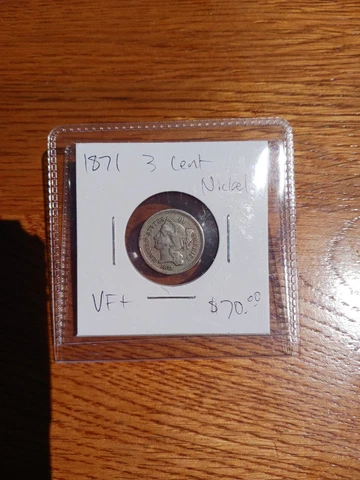 1871 3 Cent
Nickel
VF+
$70.00